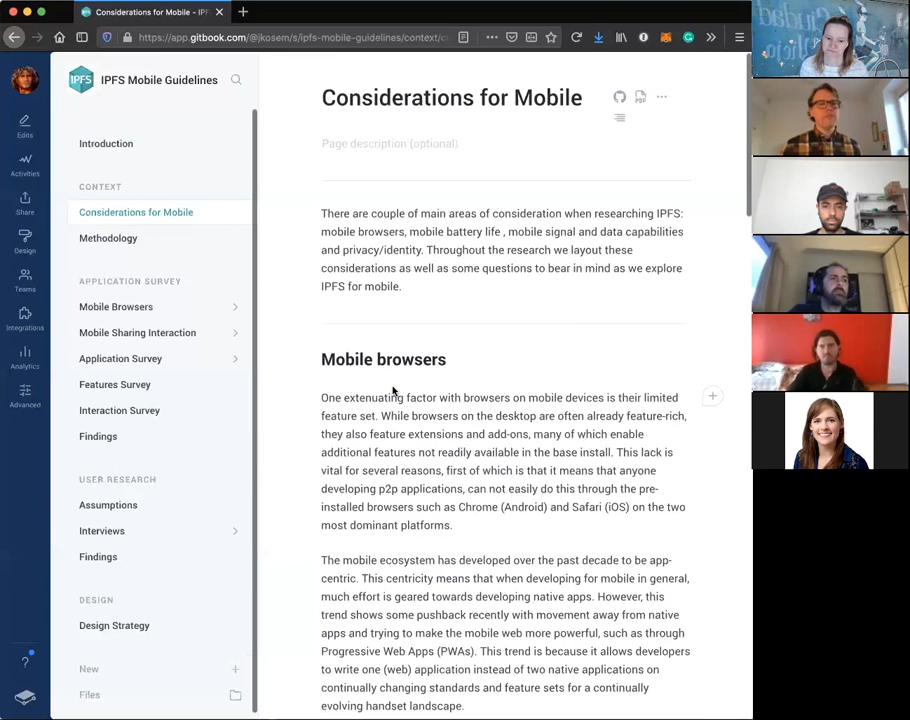 Considerations for Mobile - IPF
https://app.gitbook.com/@jkosem/s/ipfs-mobile-guidelines/context/c
IPFS
IPFS Mobile Guidelines
Edits
Activities
Share
Design
Teams
Integrations
Analytics
Advanced
Introduction
CONTEXT
Considerations for Mobile
Methodology
APPLICATION SURVEY
Mobile Browsers
Mobile Sharing Interaction
Application Survey
Features Survey
Interaction Survey
Findings
USER RESEARCH
Assumptions
Interviews
Findings
DESIGN
Design Strategy
New
Files
Considerations for Mobile
PDF
Page description (optional)
There are couple of main areas of consideration when researching IPFS:
mobile browsers, mobile battery life , mobile signal and data capabilities
and privacy/identity. Throughout the research we layout these
considerations as well as some questions to bear in mind as we explore
IPFS for mobile.
Mobile browsers
One extenuating factor with browsers on mobile devices is their limited
feature set. While browsers on the desktop are often already feature-rich,
they also feature extensions and add-ons, many of which enable
additional features not readily available in the base install. This lack is
vital for several reasons, first of which is that it means that anyone
developing p2p applications, can not easily do this through the pre-
installed browsers such as Chrome (Android) and Safari (iOS) on the two
most dominant platforms.
The mobile ecosystem has developed over the past decade to be app-
centric. This centricity means that when developing for mobile in general,
much effort is geared towards developing native apps. However, this
trend shows some pushback recently with movement away from native
apps and trying to make the mobile web more powerful, such as through
Progressive Web Apps (PWAs). This trend is because it allows developers
to write one (web) application instead of two native applications on
continually changing standards and feature sets for a continually
evolving handset landscape.
Ciudad